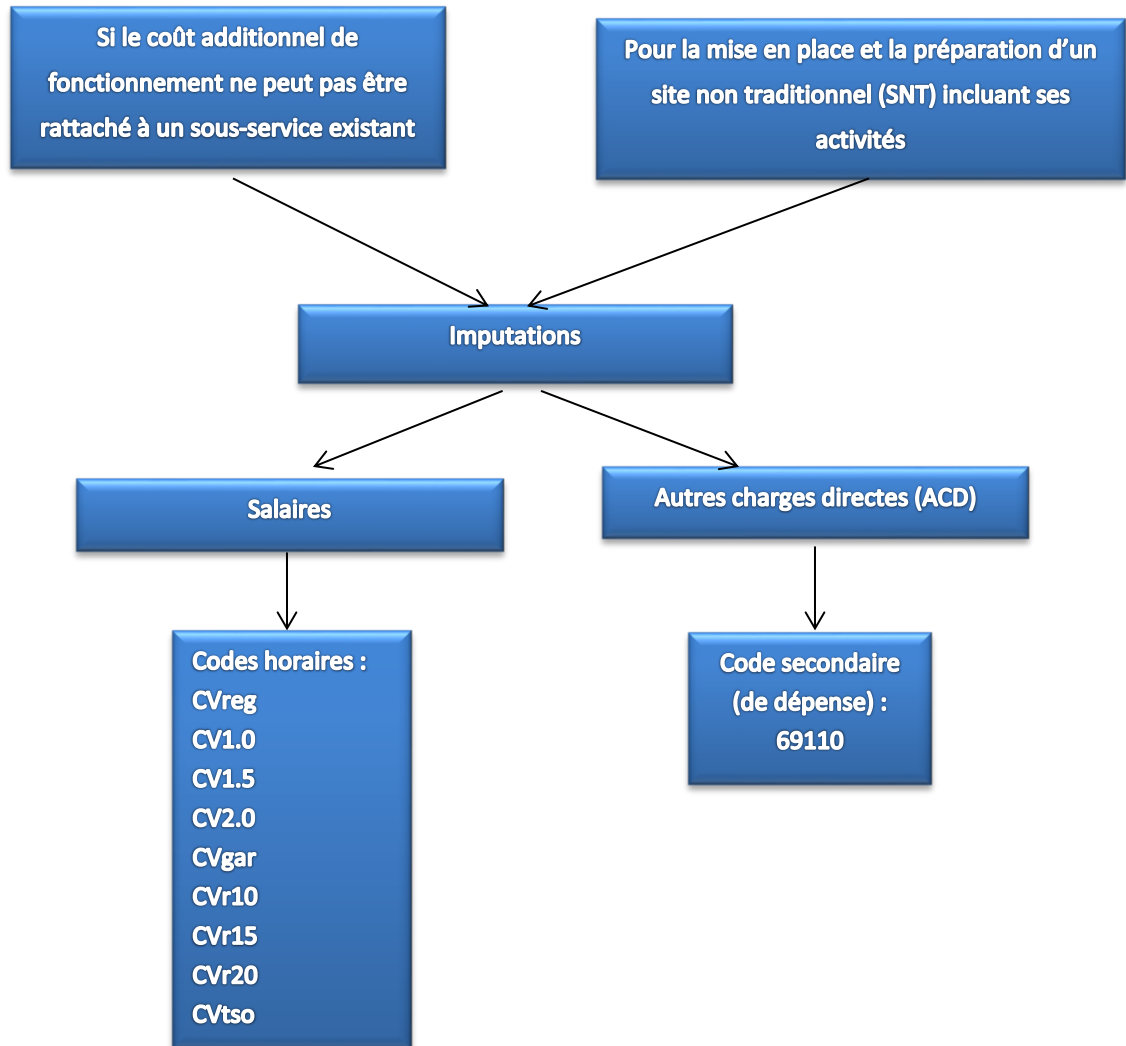 Si le coût additionnel de
fonctionnement ne peut pas être
rattaché à un sous-service existant
Pour la mise en place et la préparation d’un
site non traditionnel (SNT) incluant ses
activités
Imputations
Salaires
Autres charges directes (ACD)
Codes horaires :
CVreg
CV1.0
CV1.5
CV2.0
CVgar
CVr10
CVr15
CVr20
CVtso
Code secondaire
(de dépense) :
69110